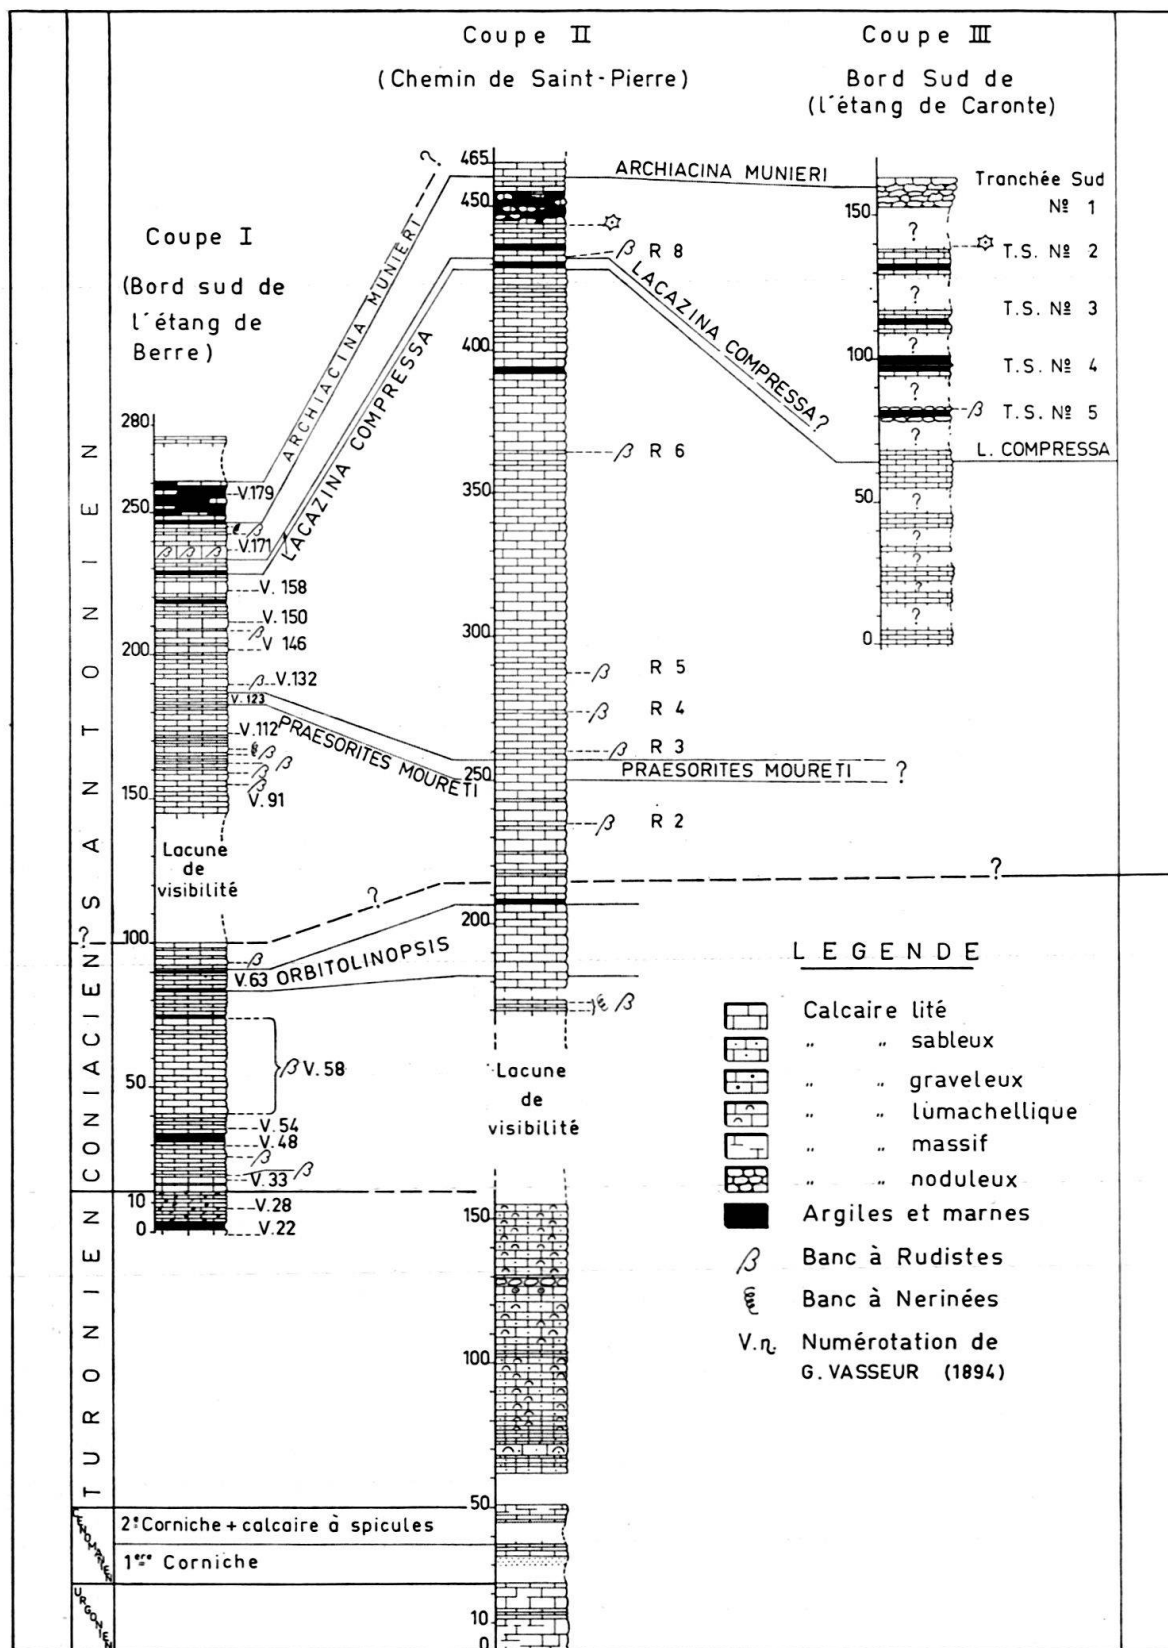 Coupe II
(Chemin de Saint-Pierre)
Coupe III
Bord Sud de
(l'étang de Caronte)
Coupe I
(Bord sud de
l'étang de
Berre)
SANTONIEN
?
CONIACIEN
TURONIEN
CENOMANIEN
URGONIEN
280
250
200
150
100
50
10
0
V.179
β
V.171
β β β
V. 158
V. 150
β
V 146
β V.132
V. 123
V.112
β
β
β
β
V.91
Lacune
de
visibilité
β
V.63
β V.58
V.54
V.48
β
β
V.33
V.28
V.22
?
ARCHIACINA MUNIERI
LACAZINA COMPRESSA
PRAESORITES MOURETI
?
ORBITOLINOPSIS
465
450
400
350
300
250
200
150
100
50
10
0
β R 8
β R 6
β R 5
β R 4
β R 3
β R 2
β
Lacune
de
visibilité
ARCHIACINA MUNIERI
LACAZINA COMPRESSA?
PRAESORITES MOURETI
?
?
150
100
50
0
?
?
?
?
?
?
?
?
?
?
?
Tranchée Sud
Nº 1
T.S. Nº 2
T.S. Nº 3
T.S. Nº 4
β T.S. Nº 5
L. COMPRESSA
2e Corniche + calcaire à spicules
1ère Corniche
LEGENDE
Calcaire lité
" " sableux
" " graveleux
" " lumachellique
" " massif
" " noduleux
Argiles et marnes
β Banc à Rudistes
Banc à Nerinées
V.n. Numérotation de
G. VASSEUR (1894)